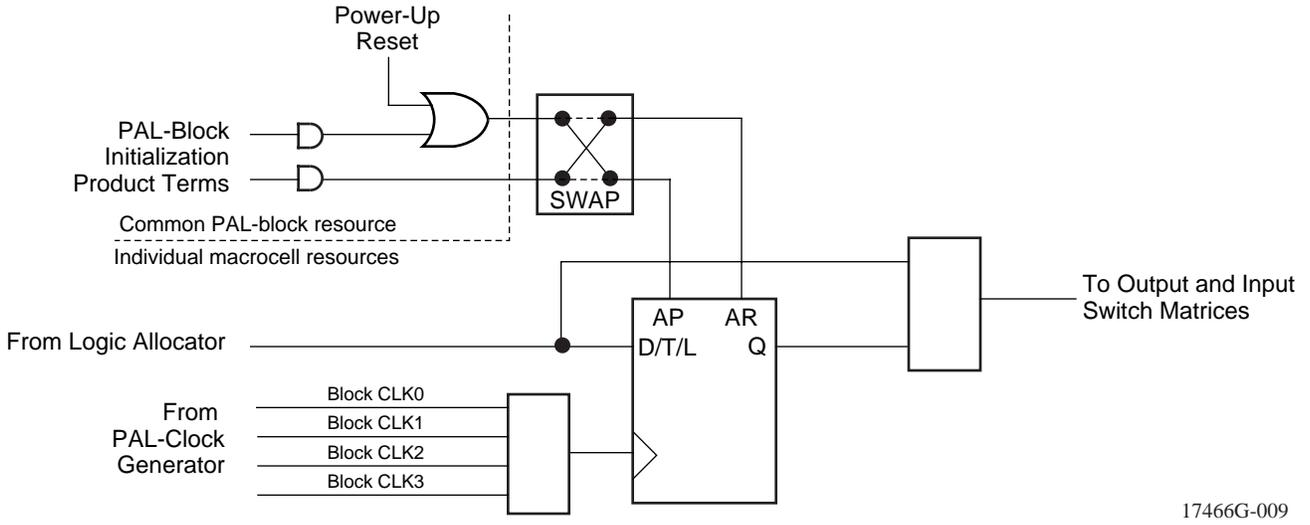 Power-Up
Reset
PAL-Block
Initialization
Product Terms
SWAP
Common PAL-block resource
Individual macrocell resources
To Output and Input
Switch Matrices
AP AR
From Logic Allocator
D/T/L Q
From
PAL-Clock
Generator
Block CLK0
Block CLK1
Block CLK2
Block CLK3
17466G-009